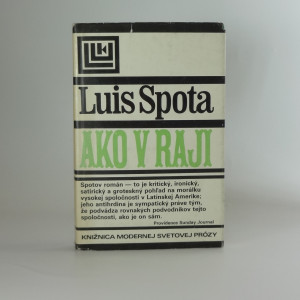 Luis Spota
AKO V RAJI
Spotov román — to je kritický, ironický,
satirický a groteskný pohľad na morálku
vysokej spoločnosti v Latinskej Amerike;
jeho antihrdina je sympatický práve tým,
že podvádza rovnakých podvodníkov tejto
spoločnosti, ako je on sám.
Providence Sunday Journal
KNIŽNICA MODERNEJ SVETOVEJ PRÓZY